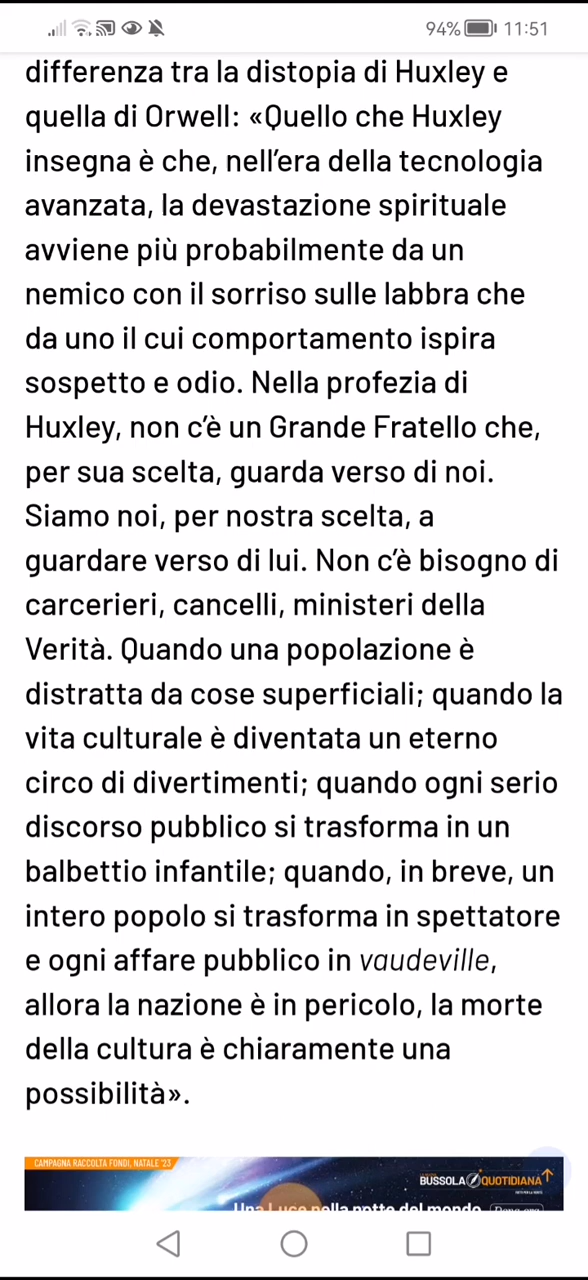 94% 11:51
differenza tra la distopia di Huxley e
quella di Orwell: «Quello che Huxley
insegna è che, nell'era della tecnologia
avanzata, la devastazione spirituale
avviene più probabilmente da un
nemico con il sorriso sulle labbra che
da uno il cui comportamento ispira
sospetto e odio. Nella profezia di
Huxley, non c'è un Grande Fratello che,
per sua scelta, guarda verso di noi.
Siamo noi, per nostra scelta, a
guardare verso di lui. Non c'è bisogno di
carcerieri, cancelli, ministeri della
Verità. Quando una popolazione è
distratta da cose superficiali; quando la
vita culturale è diventata un eterno
circo di divertimenti; quando ogni serio
discorso pubblico si trasforma in un
balbettio infantile; quando, in breve, un
intero popolo si trasforma in spettatore
e ogni affare pubblico in vaudeville,
allora la nazione è in pericolo, la morte
della cultura è chiaramente una
possibilità».
CAMPAGNA RACCOLTA FONDI, NATALE '23
BUSSOLA QUOTIDIANA
Una Luce nella notte del mondo